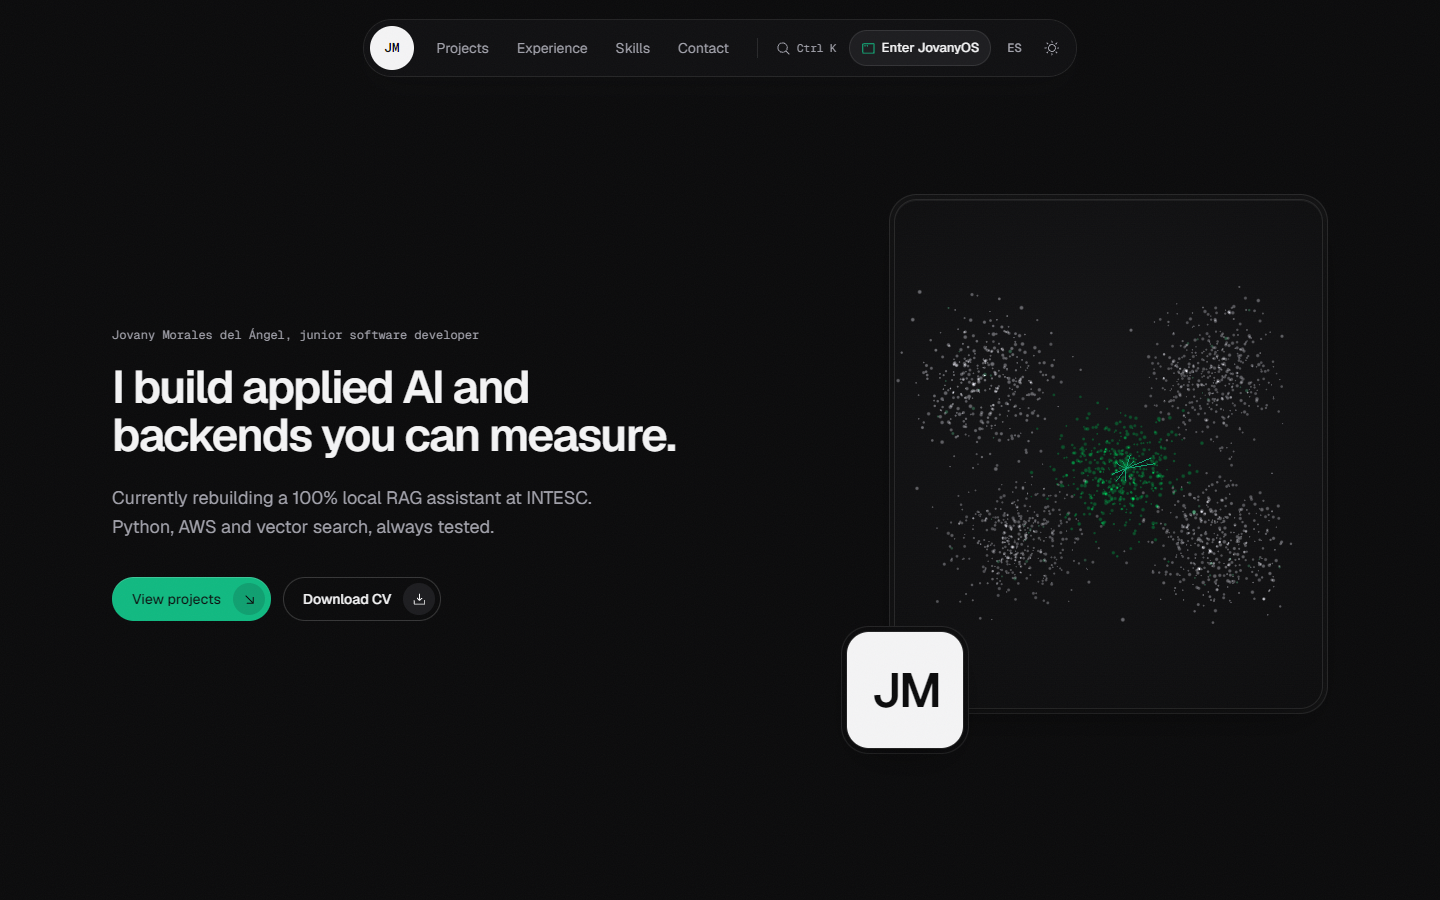 JM
Projects
Experience
Skills
Contact
Ctrl K
Enter JovanyOS
ES
Jovany Morales del Ángel, junior software developer
I build applied AI and
backends you can measure.
Currently rebuilding a 100% local RAG assistant at INTESC.
Python, AWS and vector search, always tested.
View projects
Download CV
JM